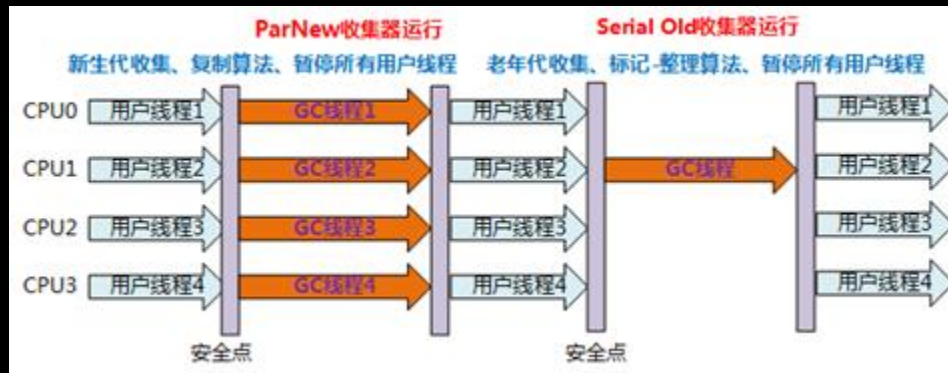 ParNew收集器运行
Serial Old收集器运行
新生代收集、复制算法、暂停所有用户线程
老年代收集、标记-整理算法、暂停所有用户线程
CPU0 用户线程1 GC线程1 用户线程1 用户线程1
CPU1 用户线程2 GC线程2 用户线程2 GC线程 用户线程2
CPU2 用户线程3 GC线程3 用户线程3 用户线程3
CPU3 用户线程4 GC线程4 用户线程4 用户线程4
安全点 安全点